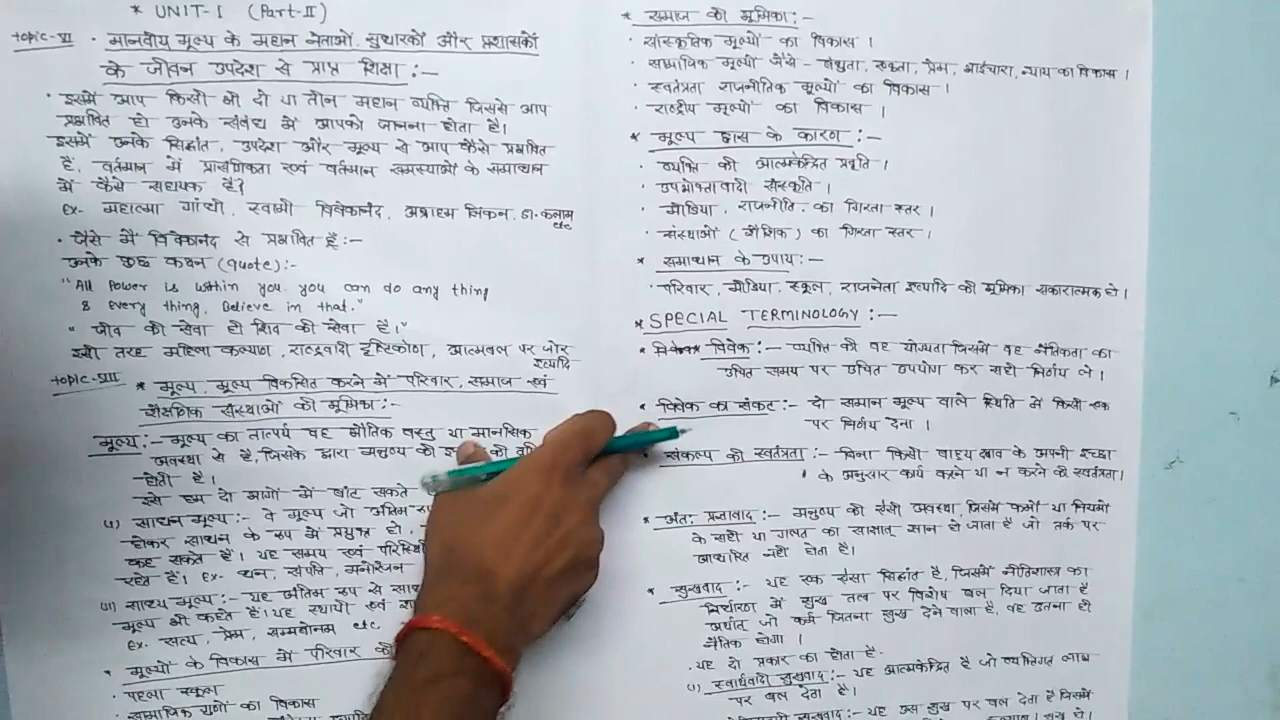 * UNIT-I (Part-II)
Topic-VI . मानवीय मूल्य के महान नेताओं, सुधारकों और प्रशासकों
के जीवन उपदेश से प्राप्त शिक्षा :-
· इसमें आप किसी भी दो या तीन महान व्यक्ति जिससे आप
प्रभावित हो उनके संबंध में आपको जानना होता है।
इसमें उनके सिद्धांत, उपदेश और मूल्य से आप कैसे प्रभावित
हैं, वर्तमान में प्रासंगिकता एवं वर्तमान समस्याओं के समाधान
में कैसे सहायक है?
Ex- महात्मा गांधी, स्वामी विवेकानंद, अब्राहम लिंकन, डा. कलाम
etc
· जैसे मैं विवेकानंद से प्रभावित हूँ :-
उनके कुछ कथन (quote) :-
"All Power is within you you can do any thing
& every thing, Believe in that."
" जीव की सेवा ही शिव की सेवा है।"
इसी तरह महिला कल्याण, राष्ट्रवादी दृष्टिकोण, आत्मबल पर जोर
इत्यादि
Topic-VII * मूल्य, मूल्य विकसित करने में परिवार, समाज एवं
शैक्षणिक संस्थाओं की भूमिका :-
मूल्य :- मूल्य का तात्पर्य वह भौतिक वस्तु या मानसिक
अवस्था से है, जिसके द्वारा मनुष्य की की
होती है।
इसे हम दो भागों में बांट सकते
(i) साधन मूल्य :- वे मूल्य जो अंतिम
होकर साधन के रूप में प्रयुक्त हो,
कह सकते हैं। यह समय एवं
रहते हैं। Ex- धन, संपत्ति, मनोरंजन
(ii) साध्य मूल्य :- यह अंतिम रूप से
मूल्य भी कहते हैं। यह स्थायी एवं
Ex. सत्य, प्रेम, etc
* मूल्यों के विकास में परिवार की
· पहला स्कूल
· सामाजिक गुणों का विकास
* समाज की भूमिका :-
· सांस्कृतिक मूल्यों का विकास।
· सामाजिक मूल्यों जैसे - बंधुता, एकता, प्रेम, भाईचारा, न्याय का विकास।
· स्वतंत्रता राजनीतिक मूल्यों का विकास।
· राष्ट्रीय मूल्यों का विकास।
* मूल्य ह्रास के कारण :-
· व्यक्ति की आत्मकेन्द्रित प्रवृति।
· उपभोक्तावादी संस्कृति।
· मीडिया, राजनीति, का गिरता स्तर।
· संस्थाओं (शैक्षिक) का गिरता स्तर।
* समाधान के उपाय :-
· परिवार, मीडिया, स्कूल, राजनेता इत्यादि की भूमिका सकारात्मक हो।
* SPECIAL TERMINOLOGY :-
* विवेक :- व्यक्ति की वह योग्यता जिसमें वह नैतिकता का
उचित समय पर उचित उपयोग कर सही निर्णय ले।
* विवेक का संकट :- दो समान मूल्य वाले स्थिति में किसी एक
पर निर्णय देना।
संकल्प की स्वतंत्रता :- बिना किसी बाह्य दबाव के अपनी इच्छा
के अनुसार कार्य करने या न करने की स्वतंत्रता।
* अंतः प्रज्ञावाद :- मनुष्य की ऐसी अवस्था, जिसमें कर्मों या नियमों
के सही या गलत का साक्षात् ज्ञान हो जाता है जो तर्क पर
आधारित नहीं होता है।
* सुखवाद :- यह एक ऐसा सिद्धांत है, जिसमें नीतिशास्त्र का
निर्धारण में सुख तत्व पर विशेष बल दिया जाता है
अर्थात् जो कर्म जितना सुख देने वाला है, वह उतना ही
नैतिक होगा।
· यह दो प्रकार का होता है-
(i) स्वार्थवादी सुखवाद :- यह आत्मकेन्द्रित है जो व्यक्तिगत लाभ
पर बल देता है।
सुखवाद :- यह उस सुख पर बल देता है जिसमें